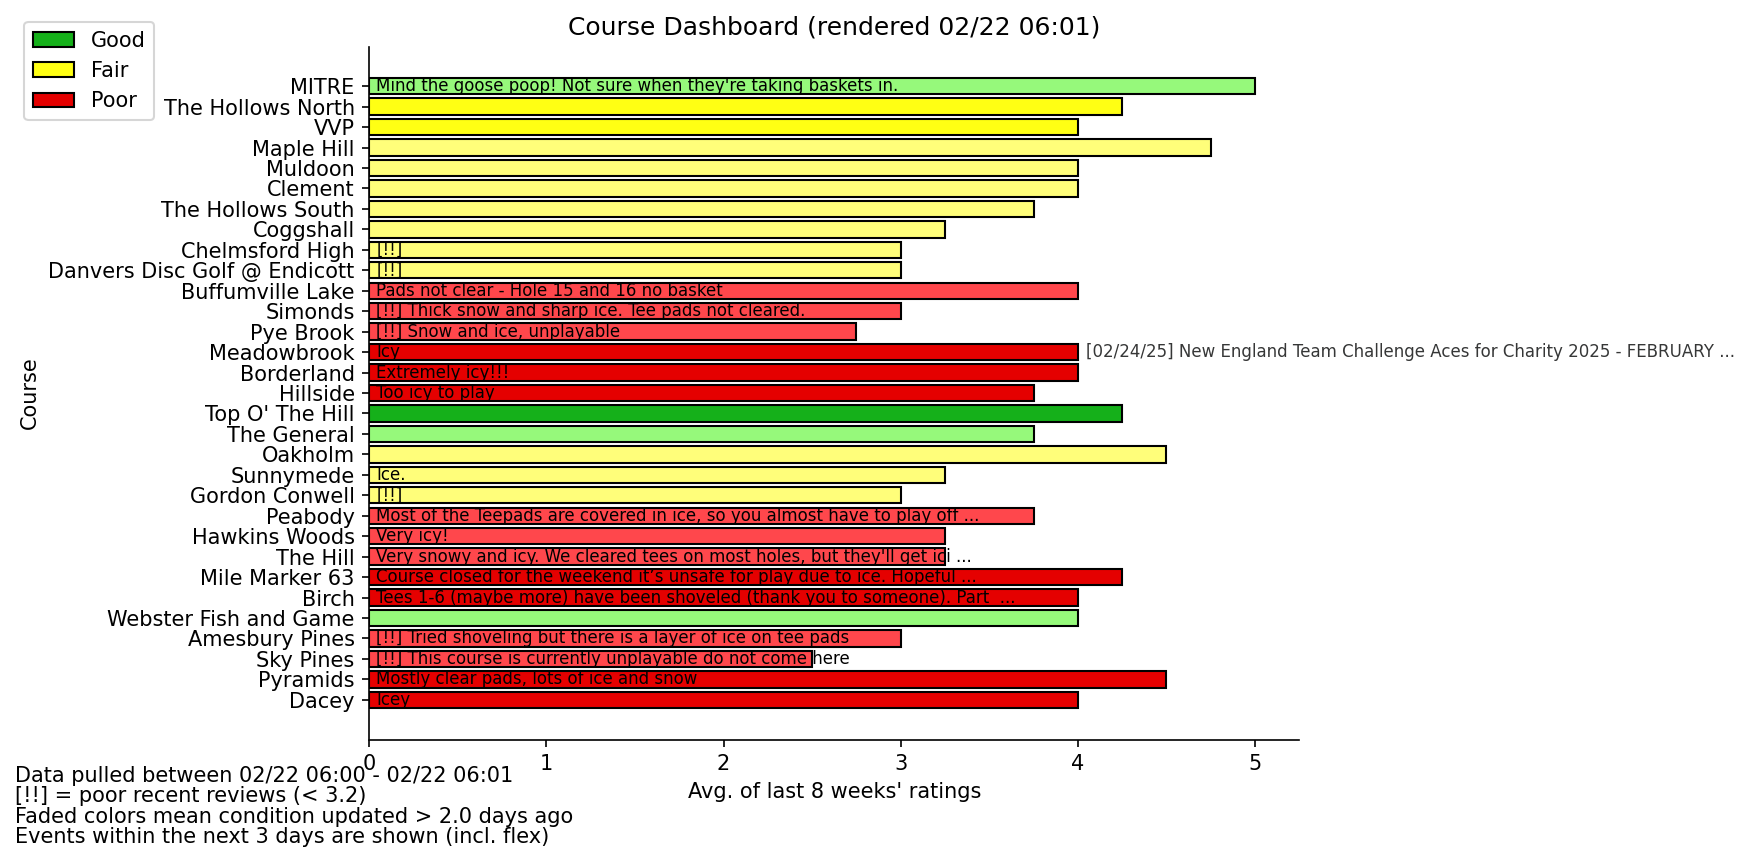 Course Dashboard (rendered 02/22 06:01)
Good
Fair
Poor
Course
MITRE Mind the goose poop! Not sure when they're taking baskets in.
The Hollows North
VVP
Maple Hill
Muldoon
Clement
The Hollows South
Coggshall
Chelmsford High [!!]
Danvers Disc Golf @ Endicott [!!]
Buffumville Lake Pads not clear - Hole 15 and 16 no basket
Simonds [!!] Thick snow and sharp ice. Tee pads not cleared.
Pye Brook [!!] Snow and ice, unplayable
Meadowbrook Icy [02/24/25] New England Team Challenge Aces for Charity 2025 - FEBRUARY ...
Borderland Extremely icy!!!
Hillside Too icy to play
Top O' The Hill
The General
Oakholm
Sunnymede Ice.
Gordon Conwell [!!]
Peabody Most of the Teepads are covered in ice, so you almost have to play off ...
Hawkins Woods Very icy!
The Hill Very snowy and icy. We cleared tees on most holes, but they'll get ici ...
Mile Marker 63 Course closed for the weekend it's unsafe for play due to ice. Hopeful ...
Birch Tees 1-6 (maybe more) have been shoveled (thank you to someone). Part ...
Webster Fish and Game
Amesbury Pines [!!] Tried shoveling but there is a layer of ice on tee pads
Sky Pines [!!] This course is currently unplayable do not come here
Pyramids Mostly clear pads, lots of ice and snow
Dacey Icey
0 1 2 3 4 5
Avg. of last 8 weeks' ratings
Data pulled between 02/22 06:00 - 02/22 06:01
[!!] = poor recent reviews (< 3.2)
Faded colors mean condition updated > 2.0 days ago
Events within the next 3 days are shown (incl. flex)